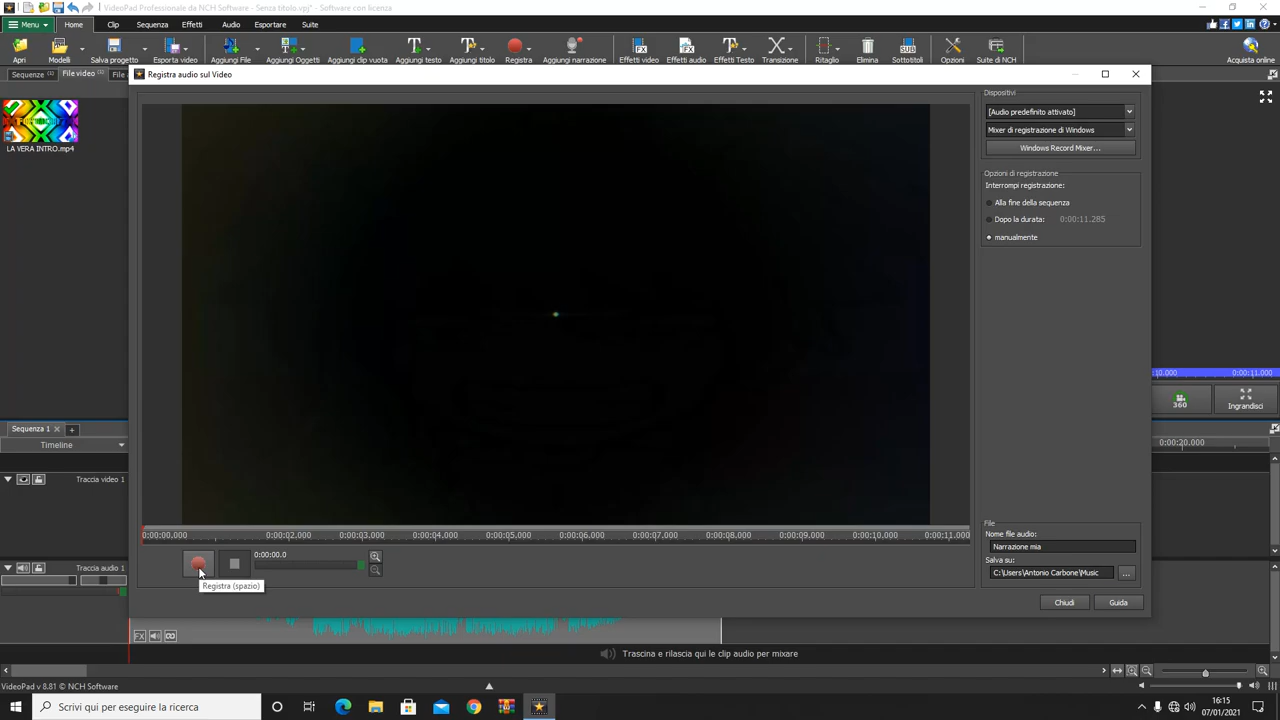 VideoPad Professionale da NCH Software - Senza titolo.vpj* - Software con licenza
Menu Home Clip Sequenza Effetti Audio Esportare Suite
Apri Modelli Salva progetto Esporta video Aggiungi File Aggiungi Oggetti Aggiungi clip vuota Aggiungi testo Aggiungi titolo Registra Aggiungi narrazione Effetti video Effetti audio Effetti Testo Transizione Ritaglio Elimina Sottotitoli Opzioni Suite di NCH Acquista online
Sequenze (1) File video (1) File
Registra audio sul Video
LA VERA INTRO.mp4
Dispositivi
[Audio predefinito attivato]
Mixer di registrazione di Windows
Windows Record Mixer...
Opzioni di registrazione
Interrompi registrazione:
Alla fine della sequenza
Dopo la durata: 0:00:11.285
manualmente
0:00:11.000
360 Ingrandisci
Sequenza 1
Timeline
0:00:20.000
Traccia video 1
File
Nome file audio:
Narrazione mia
Salva su:
C:\Users\Antonio Carbone\Music ...
Chiudi Guida
0:00:00.000 0:00:02.000 0:00:03.000 0:00:04.000 0:00:05.000 0:00:06.000 0:00:07.000 0:00:08.000 0:00:09.000 0:00:10.000 0:00:11.000
0:00:00.0
Registra (spazio)
Traccia audio 1
FX
Trascina e rilascia qui le clip audio per mixare
VideoPad v 8.81 © NCH Software
Scrivi qui per eseguire la ricerca
16:15
07/01/2021